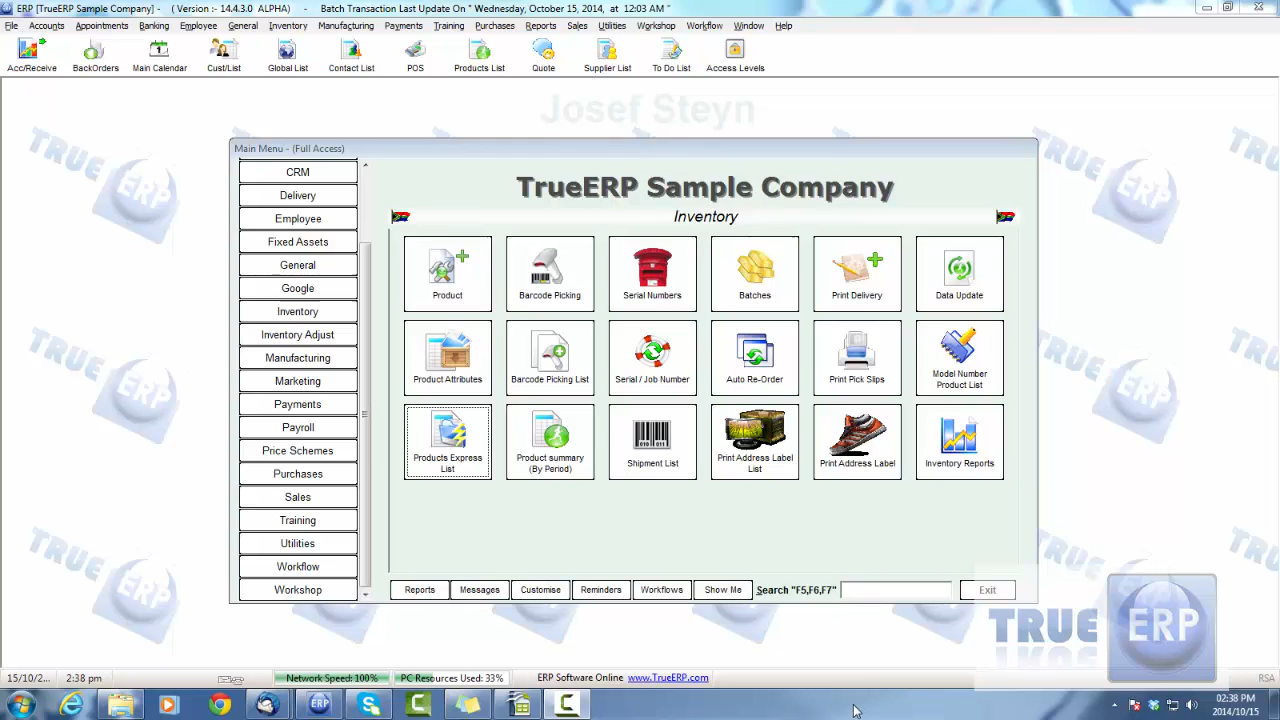 ERP [TrueERP Sample Company] - ( Version :- 14.4.3.0 ALPHA) Batch Transaction Last Update On " Wednesday, October 15, 2014, at 12:03 AM "
File Accounts Appointments Banking Employee General Inventory Manufacturing Payments Training Purchases Reports Sales Utilities Workshop Workflow Window Help
Acc/Receive BackOrders Main Calendar Cust/List Global List Contact List POS Products List Quote Supplier List To Do List Access Levels
Josef Steyn
Main Menu - (Full Access)
CRM
Delivery
Employee
Fixed Assets
General
Google
Inventory
Inventory Adjust
Manufacturing
Marketing
Payments
Payroll
Price Schemes
Purchases
Sales
Training
Utilities
Workflow
Workshop
TrueERP Sample Company
Inventory
Product Barcode Picking Serial Numbers Batches Print Delivery Data Update
Product Attributes Barcode Picking List Serial / Job Number Auto Re-Order Print Pick Slips Model Number Product List
Products Express List Product summary (By Period) Shipment List Print Address Label List Print Address Label Inventory Reports
Reports Messages Customise Reminders Workflows Show Me Search "F5,F6,F7" Exit
TRUE ERP
15/10/2... 2:38 pm Network Speed: 100% PC Resources Used: 33% ERP Software Online www.TrueERP.com RSA
02:38 PM
2014/10/15